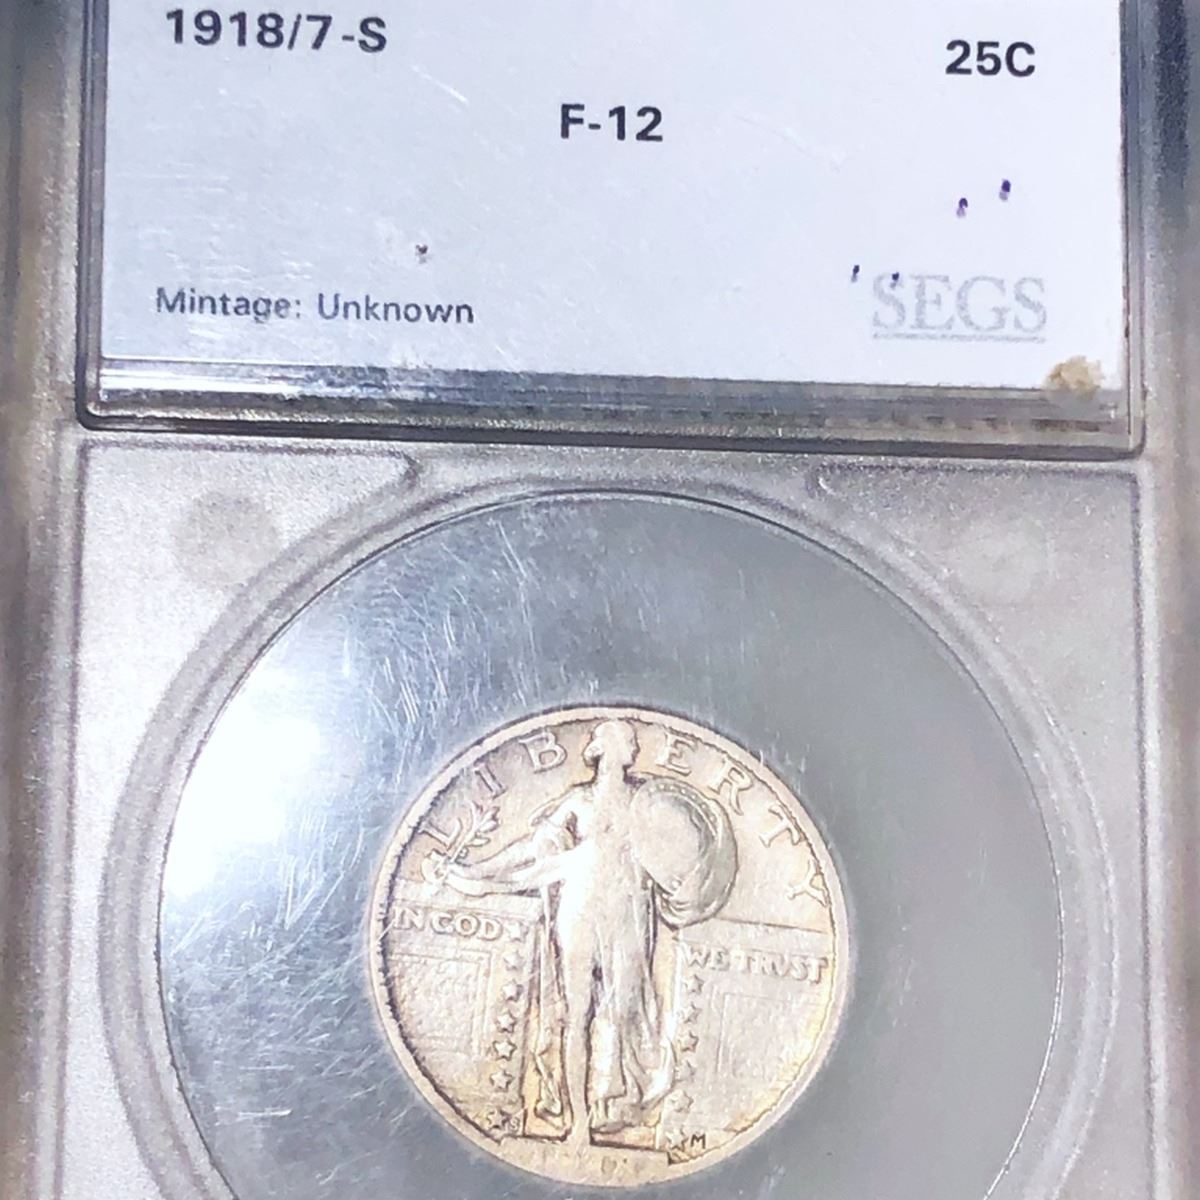 1918/7-S
25C
F-12
Mintage: Unknown
SEGS
LIBERTY
IN GOD WE TRUST
S M